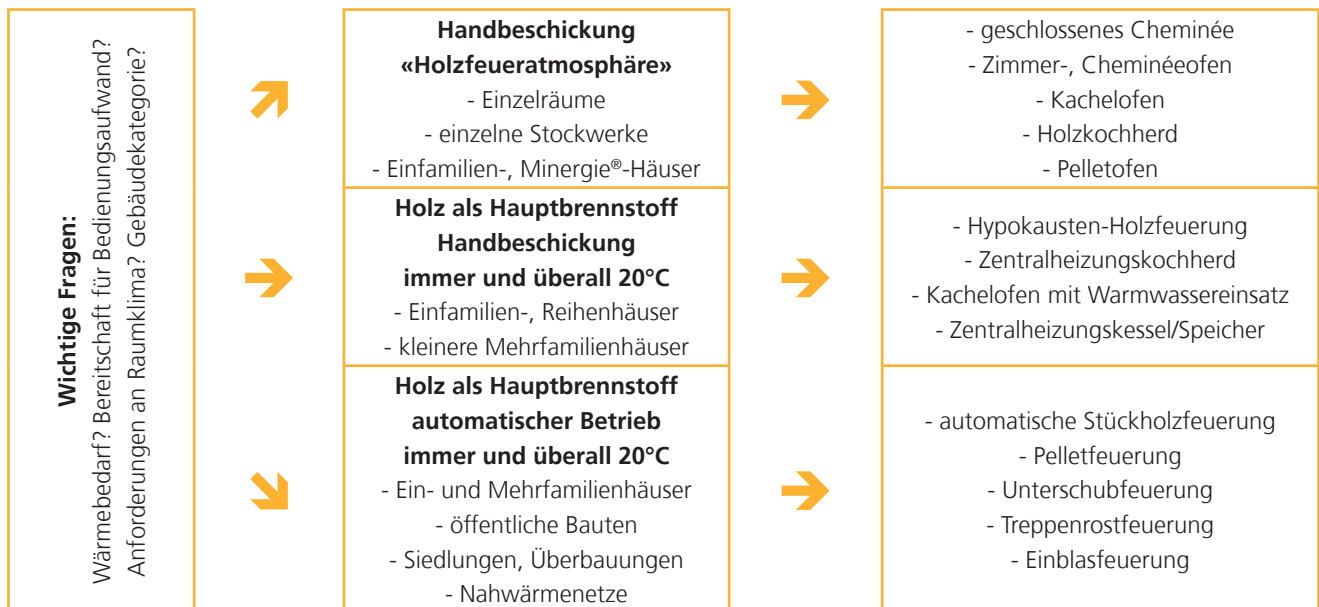 Wichtige Fragen:
Wärmebedarf? Bereitschaft für Bedienungsaufwand?
Anforderungen an Raumklima? Gebäudekategorie?
Handbeschickung
«Holzfeueratmosphäre»
- Einzelräume
- einzelne Stockwerke
- Einfamilien-, Minergie®-Häuser
- geschlossenes Cheminée
- Zimmer-, Cheminéeofen
- Kachelofen
- Holzkochherd
- Pelletofen
Holz als Hauptbrennstoff
Handbeschickung
immer und überall 20°C
- Einfamilien-, Reihenhäuser
- kleinere Mehrfamilienhäuser
- Hypokausten-Holzfeuerung
- Zentralheizungskochherd
- Kachelofen mit Warmwassereinsatz
- Zentralheizungskessel/Speicher
Holz als Hauptbrennstoff
automatischer Betrieb
immer und überall 20°C
- Ein- und Mehrfamilienhäuser
- öffentliche Bauten
- Siedlungen, Überbauungen
- Nahwärmenetze
- automatische Stückholzfeuerung
- Pelletfeuerung
- Unterschubfeuerung
- Treppenrostfeuerung
- Einblasfeuerung